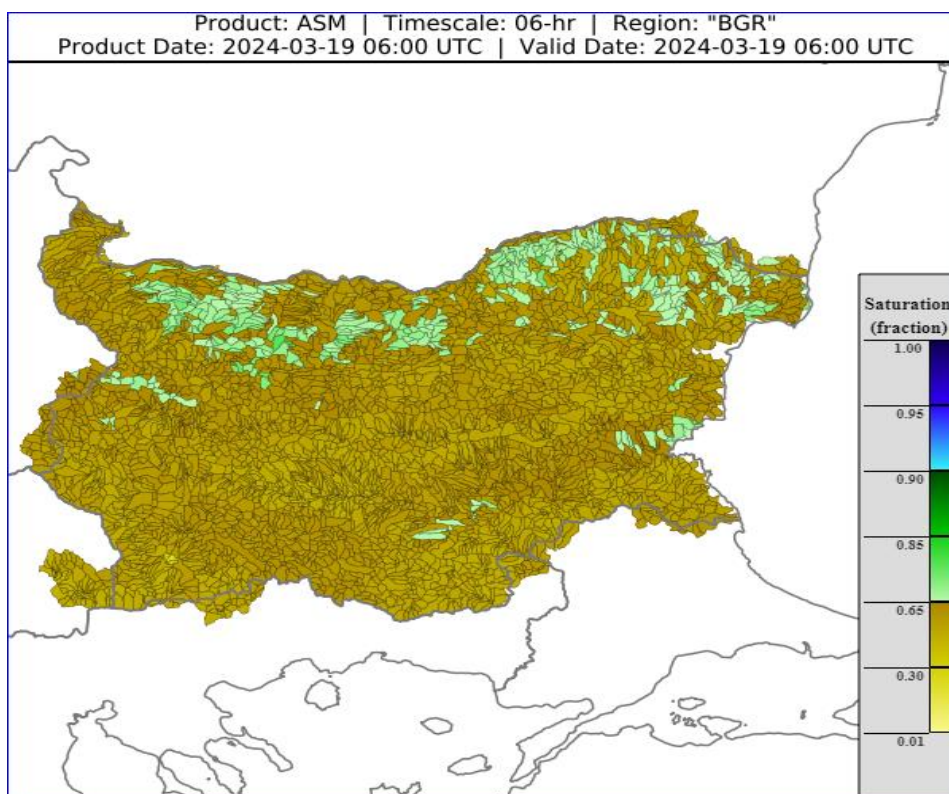 Product: ASM | Timescale: 06-hr | Region: "BGR"
Product Date: 2024-03-19 06:00 UTC | Valid Date: 2024-03-19 06:00 UTC
Saturation
(fraction)
1.00
0.95
0.90
0.85
0.65
0.30
0.01